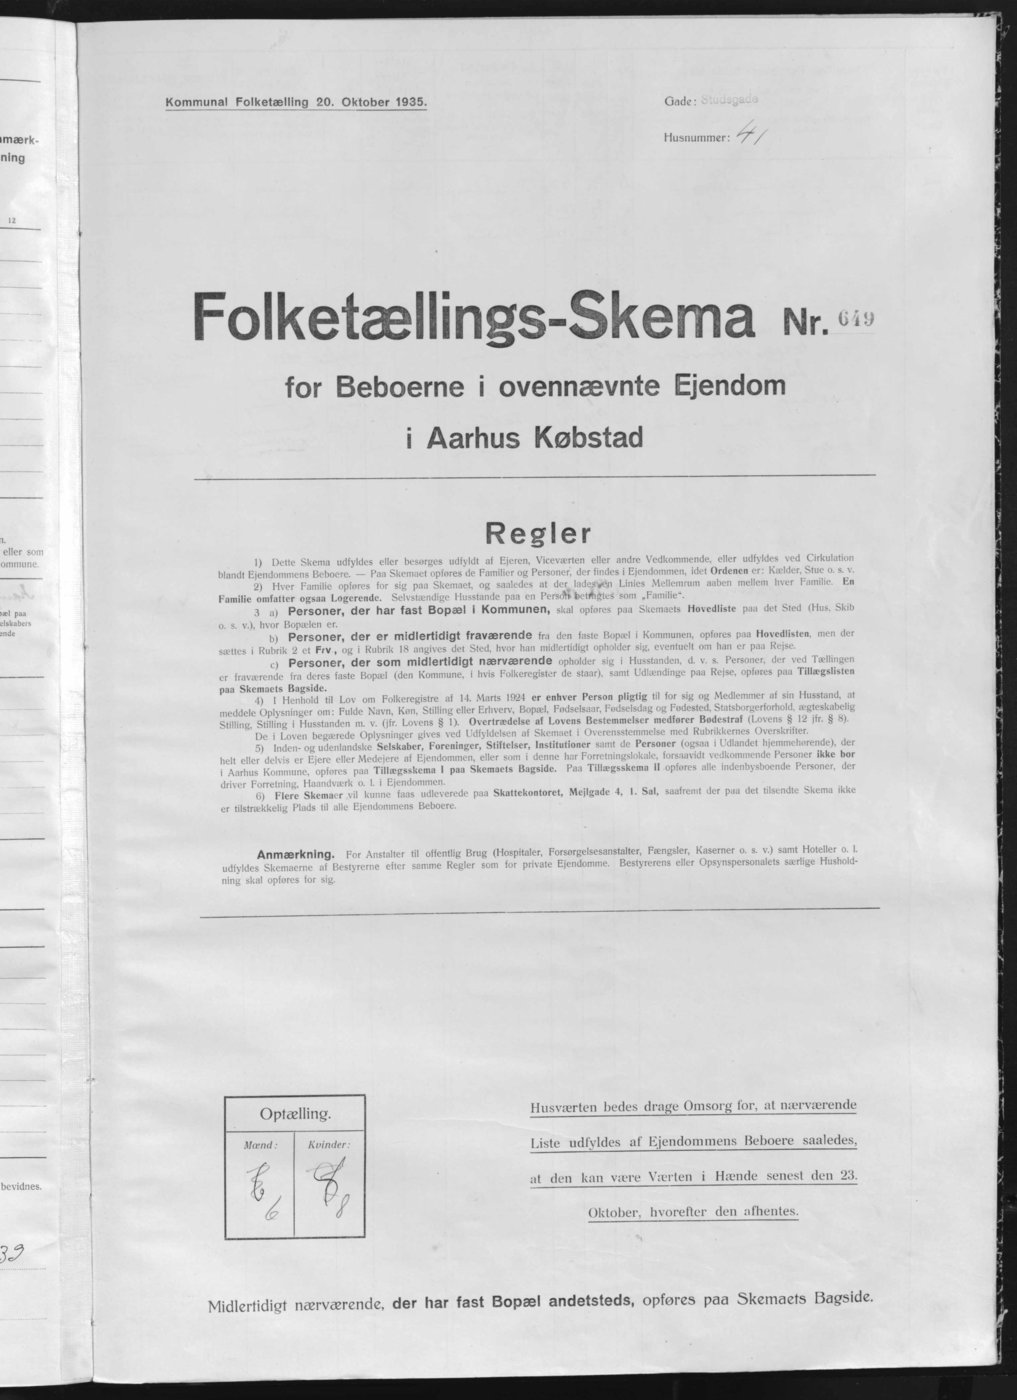 mærk-
ning
12
n.
eller som
ommune.
pæl paa
elskabers
ende
bevidnes.
39
Kommunal Folketælling 20. Oktober 1935.
Gade: Studsgade
Husnummer: 41
Folketællings-Skema Nr. 649
for Beboerne i ovennævnte Ejendom
i Aarhus Købstad
Regler
1) Dette Skema udfyldes eller besørges udfyldt af Ejeren, Viceværten eller andre Vedkommende, eller udfyldes ved Cirkulation
blandt Ejendommens Beboere. — Paa Skemaet opføres de Familier og Personer, der findes i Ejendommen, idet Ordenen er: Kælder, Stue o. s. v.
2) Hver Familie opføres for sig paa Skemaet, og saaledes at der lades en Linies Mellemrum aaben mellem hver Familie. En
Familie omfatter ogsaa Logerende. Selvstændige Husstande paa en Person betragtes som „Familie“.
3 a) Personer, der har fast Bopæl i Kommunen, skal opføres paa Skemaets Hovedliste paa det Sted (Hus, Skib
o. s. v.), hvor Bopælen er.
b) Personer, der er midlertidigt fraværende fra den faste Bopæl i Kommunen, opføres paa Hovedlisten, men der
sættes i Rubrik 2 et Frv., og i Rubrik 18 angives det Sted, hvor han midlertidigt opholder sig, eventuelt om han er paa Rejse.
c) Personer, der som midlertidigt nærværende opholder sig i Husstanden, d. v. s. Personer, der ved Tællingen
er fraværende fra deres faste Bopæl (den Kommune, i hvis Folkeregister de staar), samt Udlændinge paa Rejse, opføres paa Tillægslisten
paa Skemaets Bagside.
4) I Henhold til Lov om Folkeregistre af 14. Marts 1924 er enhver Person pligtig til for sig og Medlemmer af sin Husstand, at
meddele Oplysninger om: Fulde Navn, Køn, Stilling eller Erhverv, Bopæl, Fødselsaar, Fødselsdag og Fødested, Statsborgerforhold, ægteskabelig
Stilling, Stilling i Husstanden m. v. (jfr. Lovens § 1). Overtrædelse af Lovens Bestemmelser medfører Bødestraf (Lovens § 12 jfr. § 8).
De i Loven begærede Oplysninger gives ved Udfyldelsen af Skemaet i Overensstemmelse med Rubrikkernes Overskrifter.
5) Inden- og udenlandske Selskaber, Foreninger, Stiftelser, Institutioner samt de Personer (ogsaa i Udlandet hjemmehørende), der
helt eller delvis er Ejere eller Medejere af Ejendommen, eller som i denne har Forretningslokale, forsaavidt vedkommende Personer ikke bor
i Aarhus Kommune, opføres paa Tillægsskema I paa Skemaets Bagside. Paa Tillægsskema II opføres alle indenbysboende Personer, der
driver Forretning, Haandværk o. l. i Ejendommen.
6) Flere Skemaer vil kunne faas udleverede paa Skattekontoret, Mejlgade 4, 1. Sal, saafremt der paa det tilsendte Skema ikke
er tilstrækkelig Plads til alle Ejendommens Beboere.
Anmærkning. For Anstalter til offentlig Brug (Hospitaler, Forsørgelsesanstalter, Fængsler, Kaserner o. s. v.) samt Hoteller o. l.
udfyldes Skemaerne af Bestyrerne efter samme Regler som for private Ejendomme. Bestyrerens eller Opsynspersonalets særlige Hushold-
ning skal opføres for sig.
Optælling.
Mænd: Kvinder:
6 8
Husværten bedes drage Omsorg for, at nærværende
Liste udfyldes af Ejendommens Beboere saaledes,
at den kan være Værten i Hænde senest den 23.
Oktober, hvorefter den afhentes.
Midlertidigt nærværende, der har fast Bopæl andetsteds, opføres paa Skemaets Bagside.